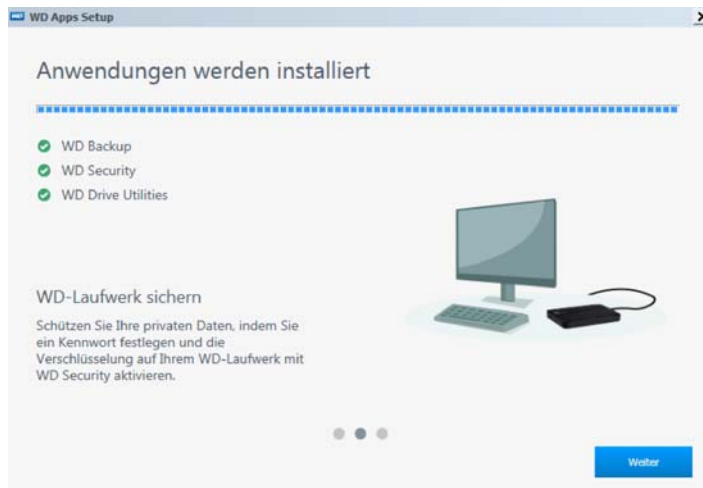 WD Apps Setup
Anwendungen werden installiert
WD Backup
WD Security
WD Drive Utilities
WD-Laufwerk sichern
Schützen Sie Ihre privaten Daten, indem Sie
ein Kennwort festlegen und die
Verschlüsselung auf Ihrem WD-Laufwerk mit
WD Security aktivieren.
Weiter